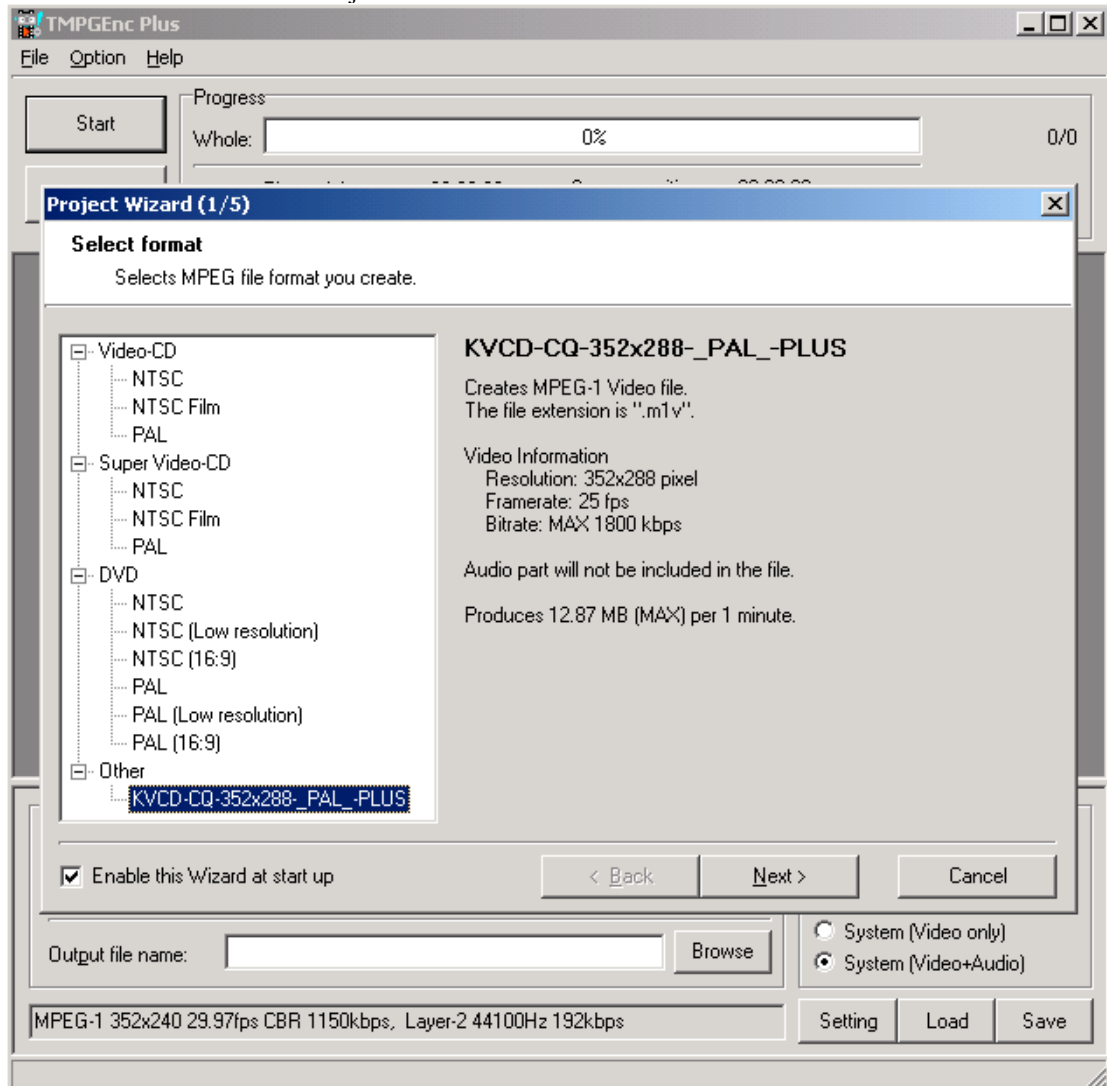 TMPGEnc Plus
File Option Help
Start
Progress
Whole: 0% 0/0
Project Wizard (1/5)
Select format
Selects MPEG file format you create.
Video-CD
NTSC
NTSC Film
PAL
Super Video-CD
NTSC
NTSC Film
PAL
DVD
NTSC
NTSC (Low resolution)
NTSC (16:9)
PAL
PAL (Low resolution)
PAL (16:9)
Other
KVCD-CQ-352x288-_PAL_-PLUS
KVCD-CQ-352x288-_PAL_-PLUS
Creates MPEG-1 Video file.
The file extension is ".m1v".
Video Information
Resolution: 352x288 pixel
Framerate: 25 fps
Bitrate: MAX 1800 kbps
Audio part will not be included in the file.
Produces 12.87 MB (MAX) per 1 minute.
Enable this Wizard at start up
< Back Next > Cancel
Output file name: Browse
System (Video only)
System (Video+Audio)
MPEG-1 352x240 29.97fps CBR 1150kbps, Layer-2 44100Hz 192kbps
Setting Load Save